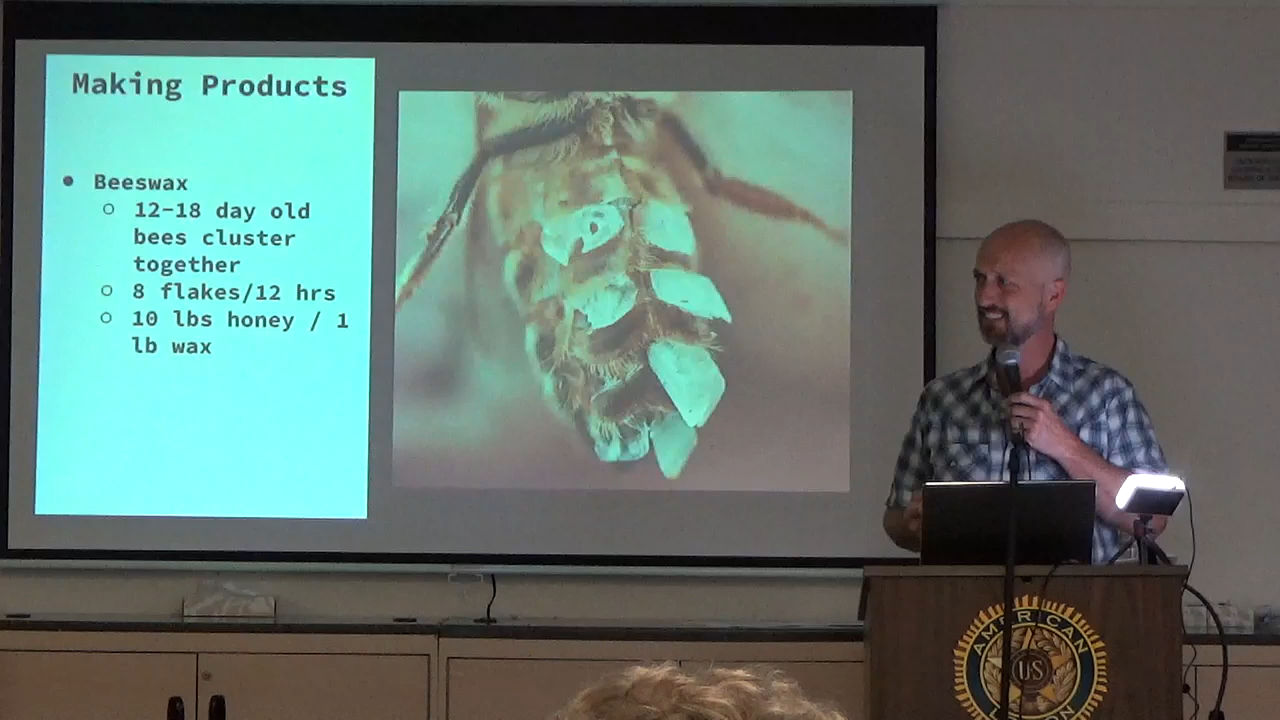 Making Products
● Beeswax
○ 12-18 day old
bees cluster
together
○ 8 flakes/12 hrs
○ 10 lbs honey / 1
lb wax
AMERICAN
US